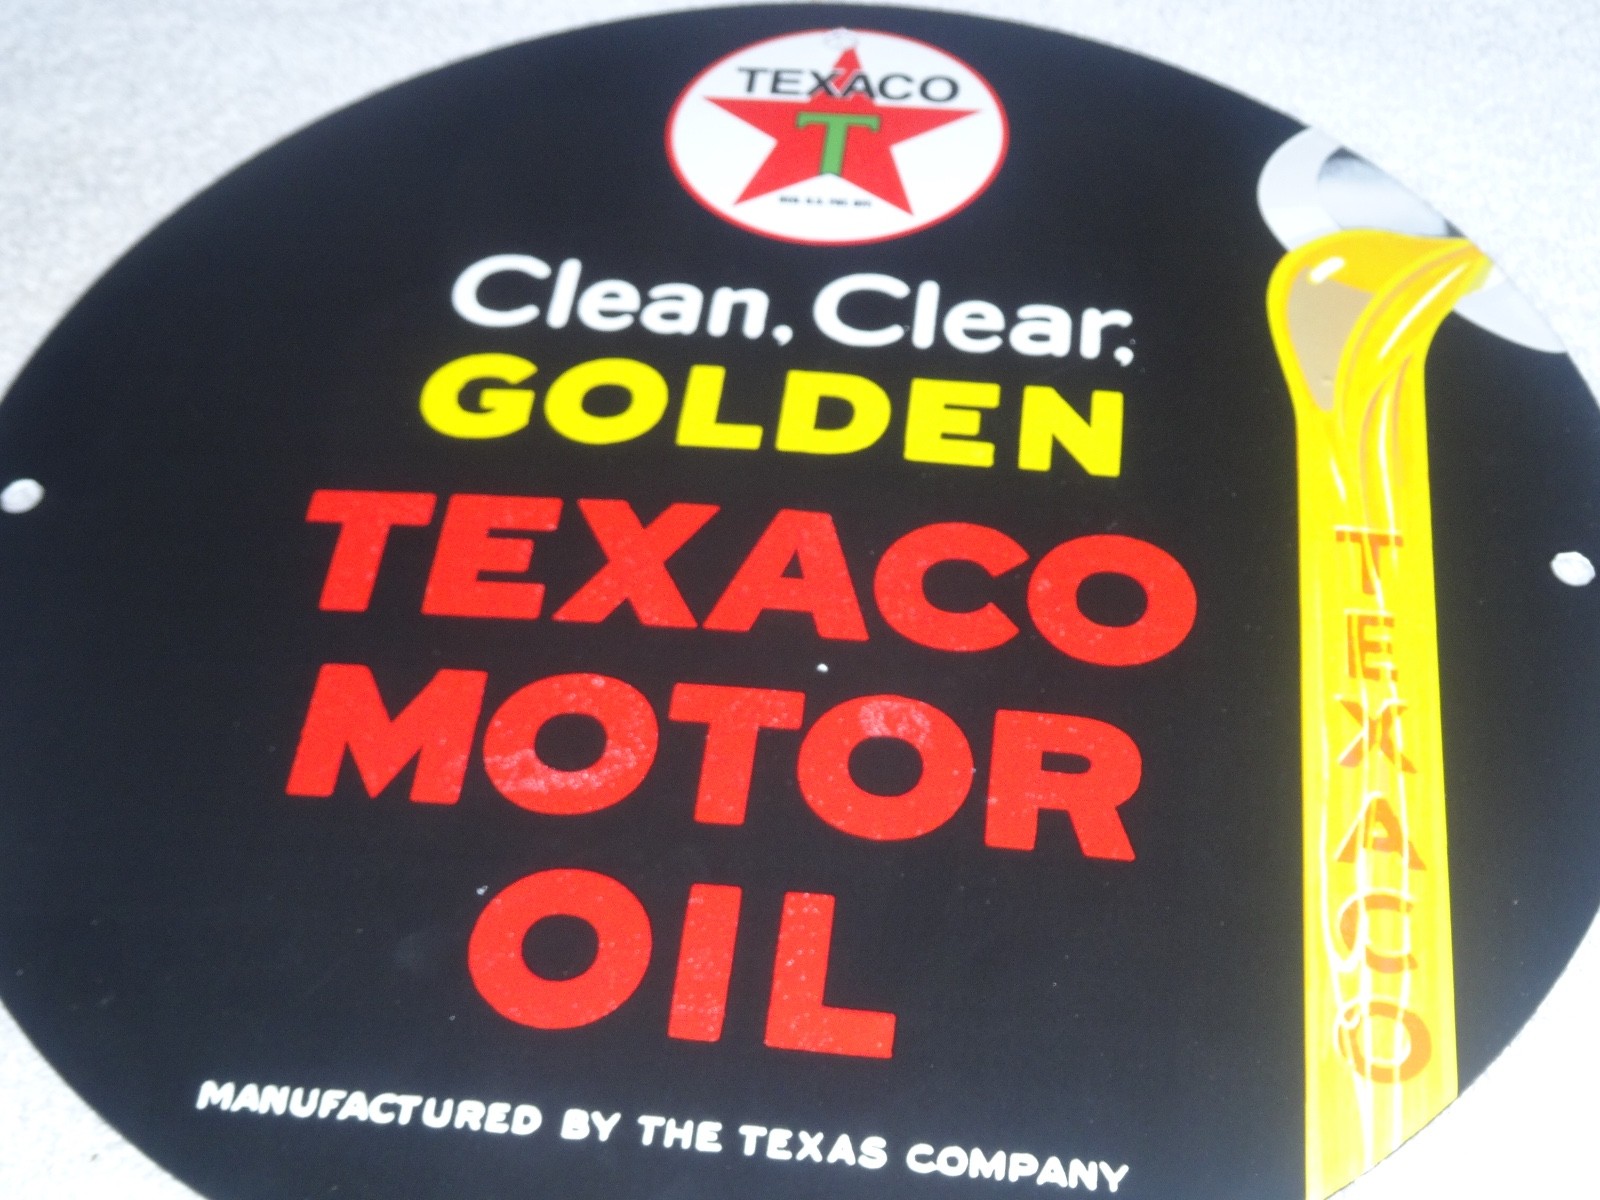 TEXACO
T
Clean, Clear,
GOLDEN
TEXACO
MOTOR
OIL
MANUFACTURED BY THE TEXAS COMPANY
TEXACO